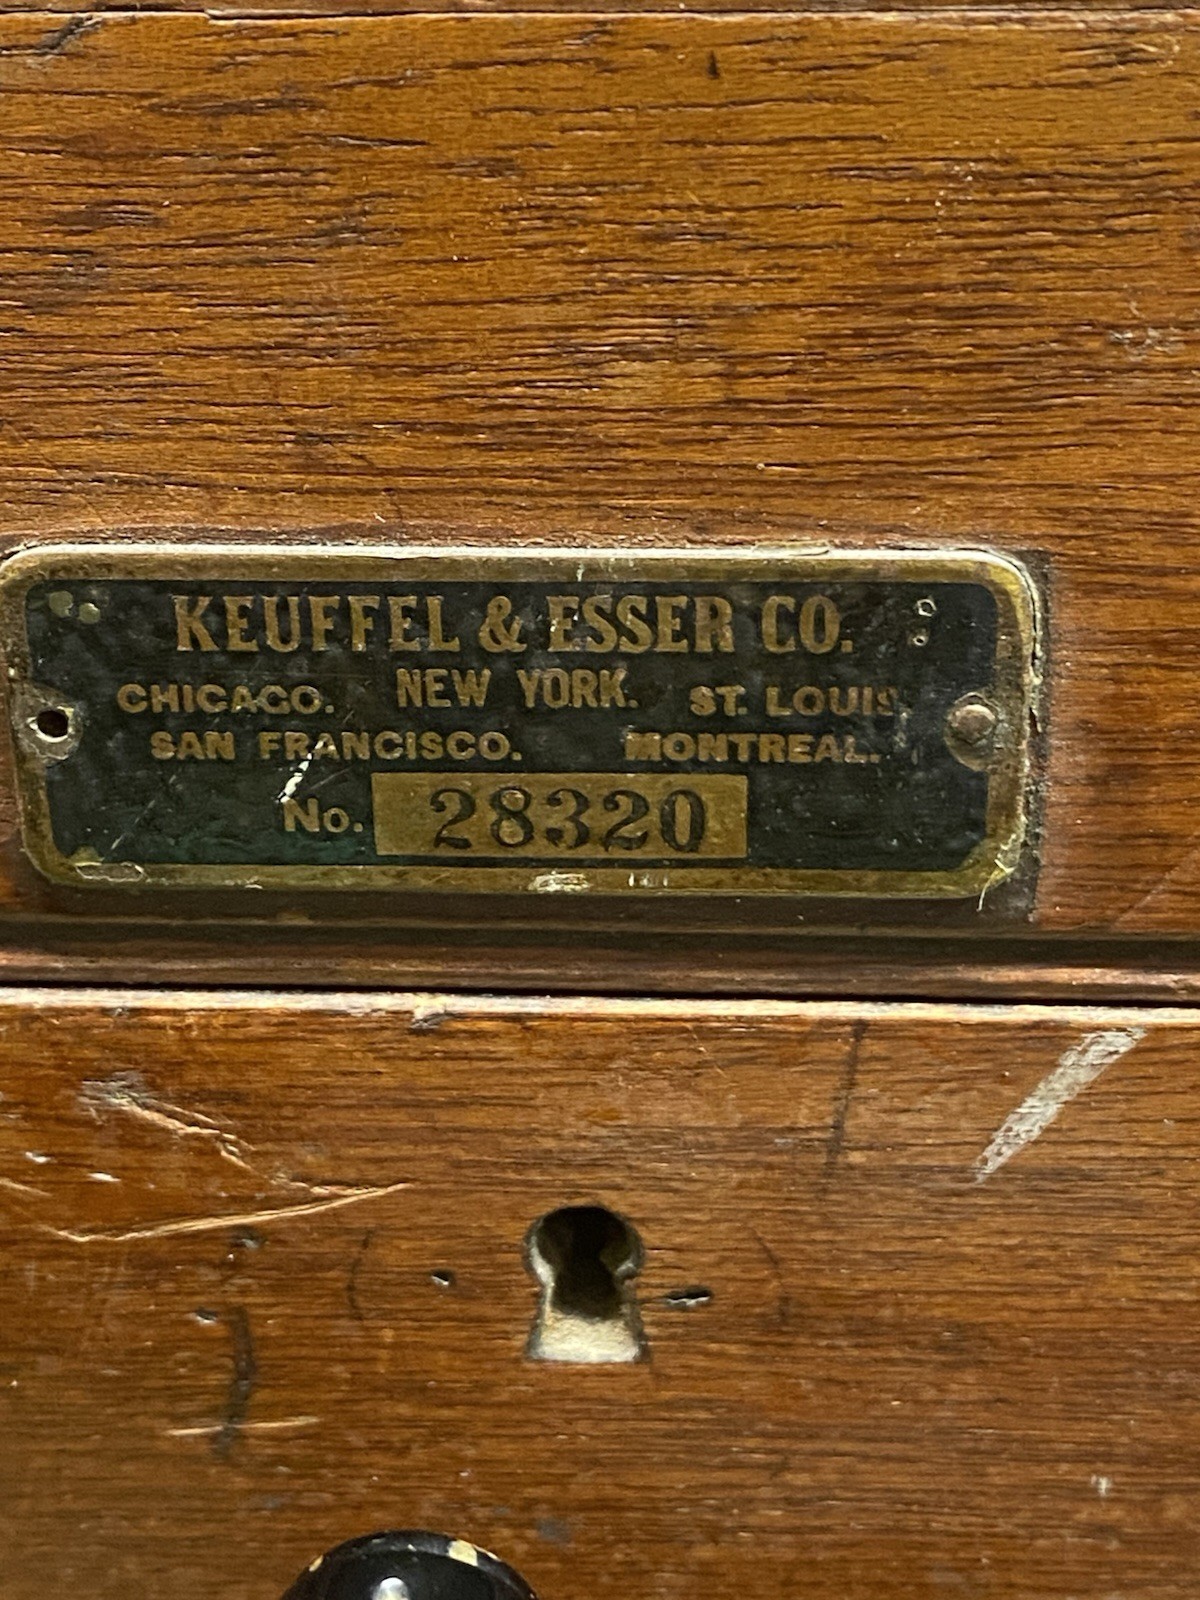 KEUFFEL & ESSER CO.
CHICAGO. NEW YORK. ST. LOUIS
SAN FRANCISCO. MONTREAL.
No. 28320